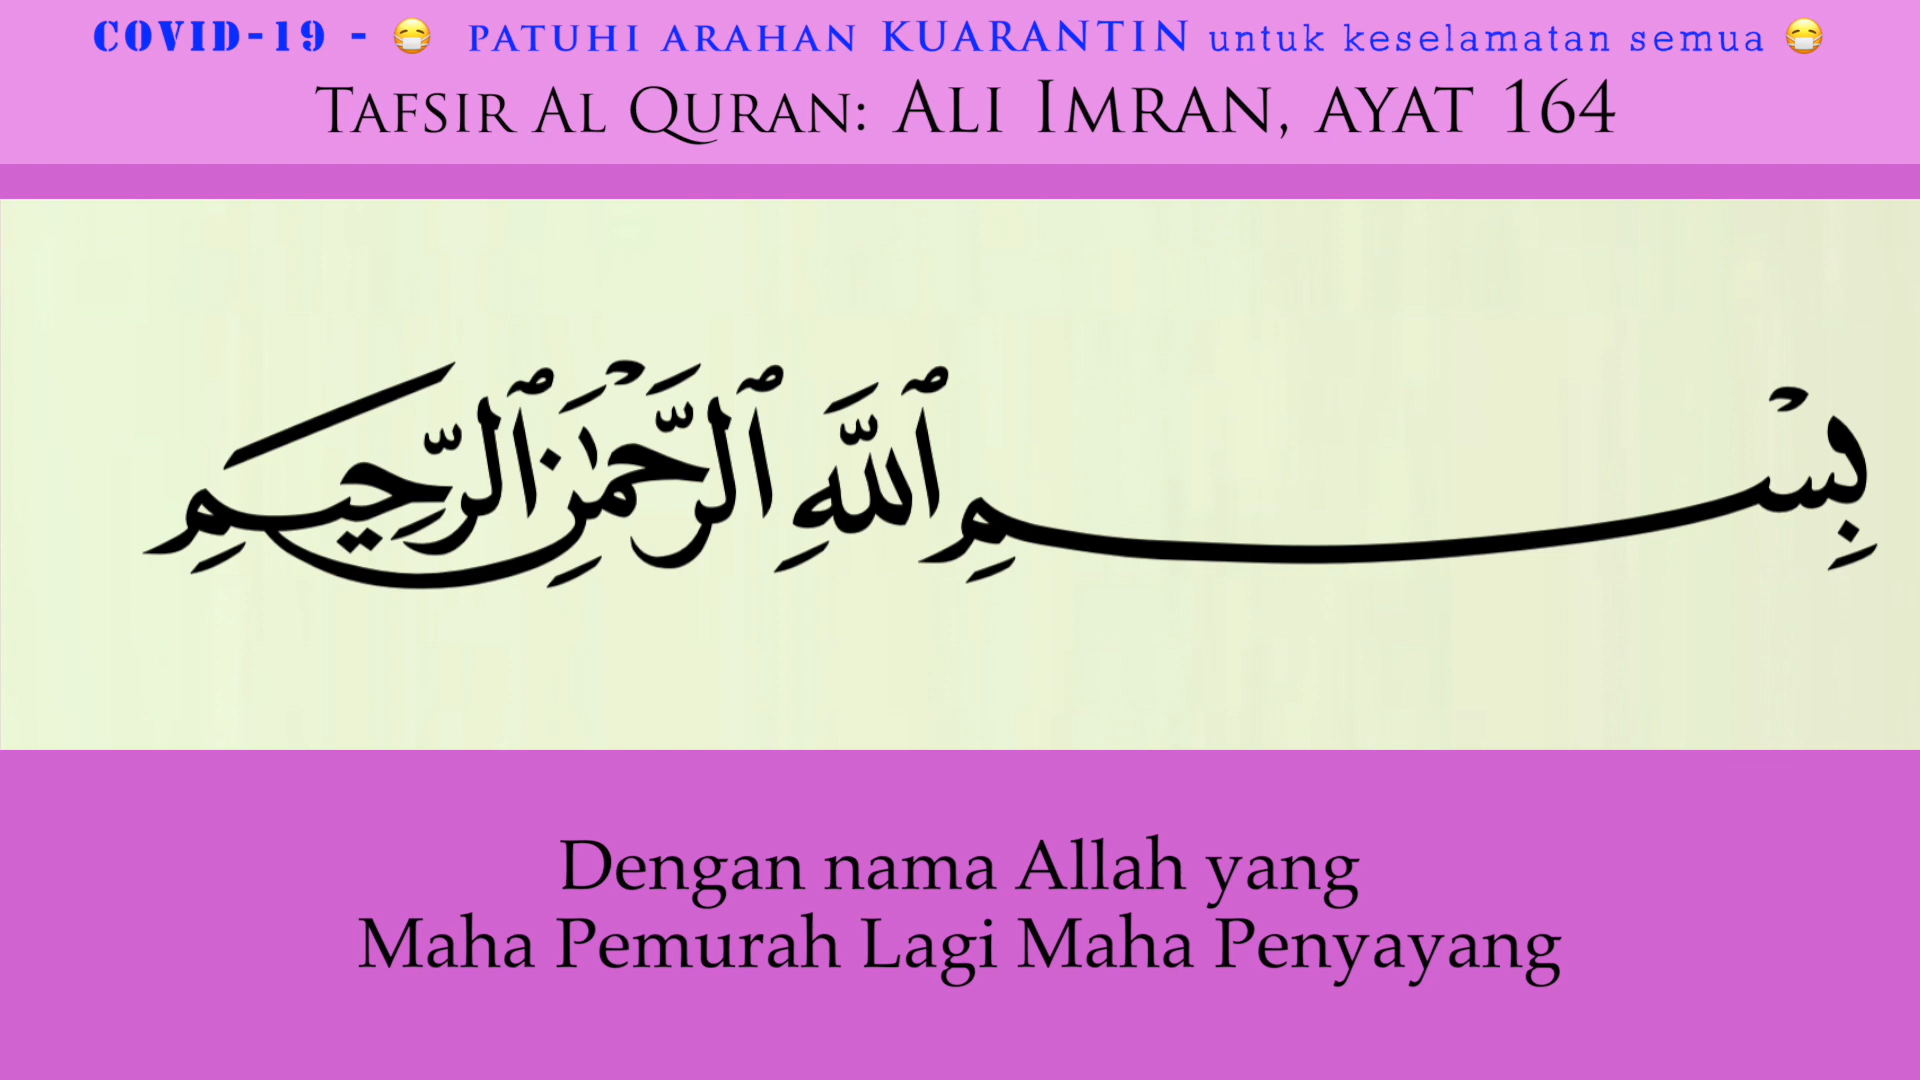 COVID-19 - 😷 PATUHI ARAHAN KUARANTIN untuk keselamatan semua 😷
Tafsir Al Quran: Ali Imran, ayat 164
بِسْمِ ٱللَّهِ ٱلرَّحْمَٰنِ ٱلرَّحِيمِ
Dengan nama Allah yang
Maha Pemurah Lagi Maha Penyayang